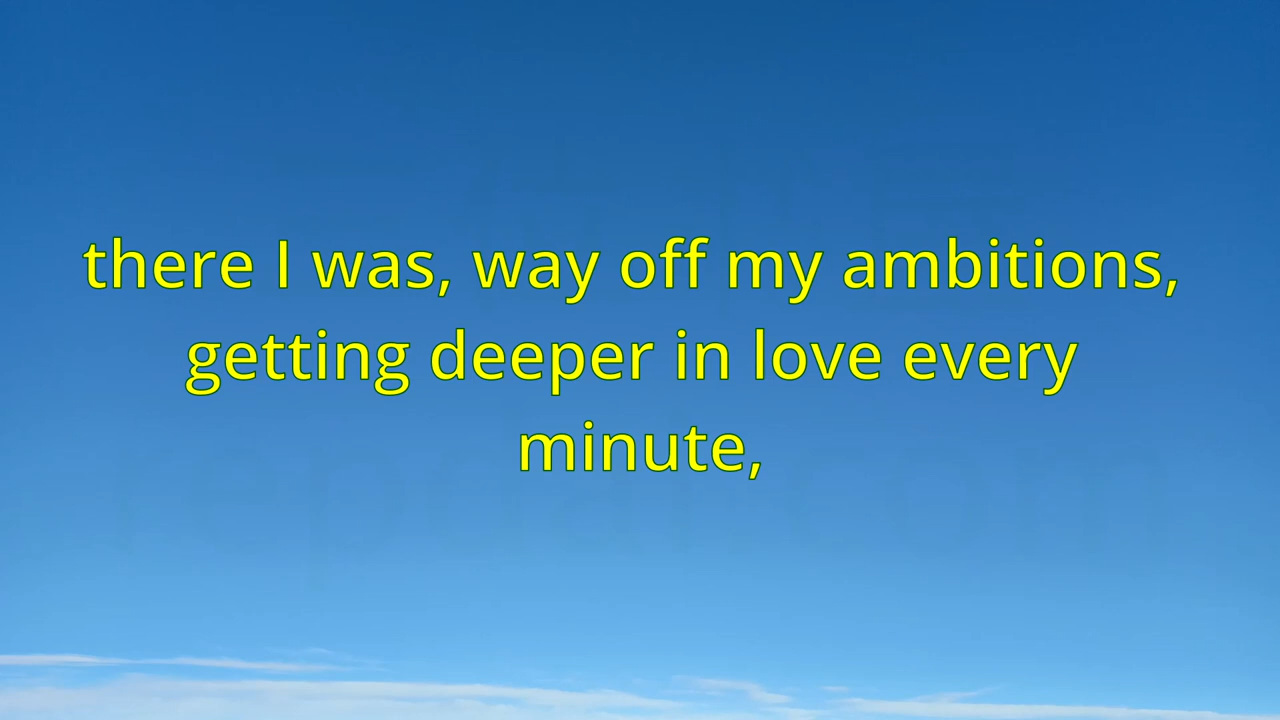 there I was, way off my ambitions,
getting deeper in love every
minute,